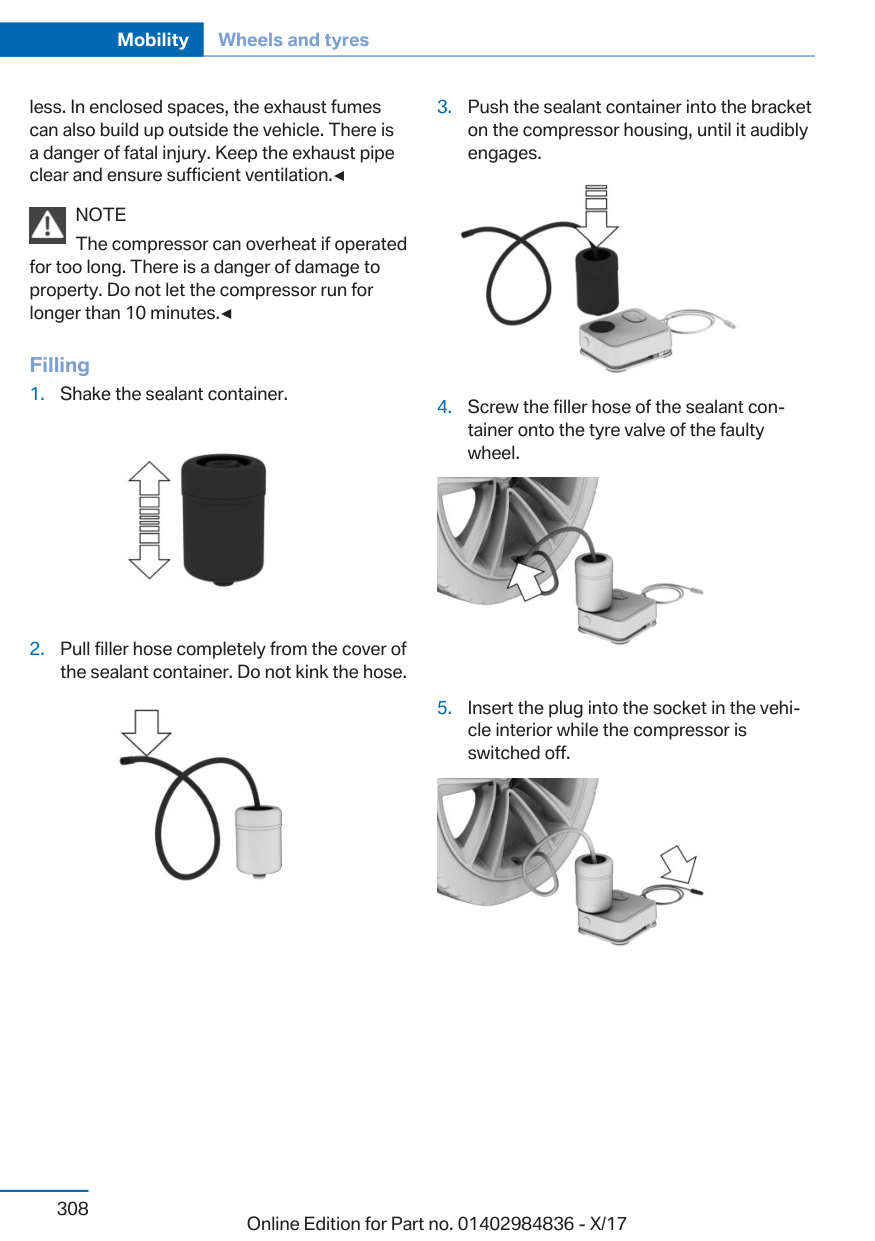 Mobility
Wheels and tyres
less. In enclosed spaces, the exhaust fumes
can also build up outside the vehicle. There is
a danger of fatal injury. Keep the exhaust pipe
clear and ensure sufficient ventilation.◄
NOTE
The compressor can overheat if operated
for too long. There is a danger of damage to
property. Do not let the compressor run for
longer than 10 minutes.◄
Filling
1. Shake the sealant container.
2. Pull filler hose completely from the cover of
the sealant container. Do not kink the hose.
3. Push the sealant container into the bracket
on the compressor housing, until it audibly
engages.
4. Screw the filler hose of the sealant con-
tainer onto the tyre valve of the faulty
wheel.
5. Insert the plug into the socket in the vehi-
cle interior while the compressor is
switched off.
308
Online Edition for Part no. 01402984836 - X/17